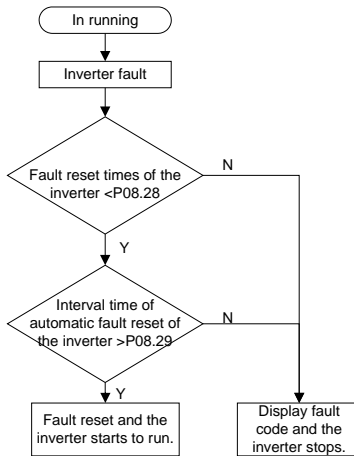 In running
Inverter fault
Fault reset times of the
inverter <P08.28
N
Y
Interval time of
automatic fault reset of
the inverter >P08.29
N
Y
Fault reset and the
inverter starts to run.
Display fault
code and the
inverter stops.